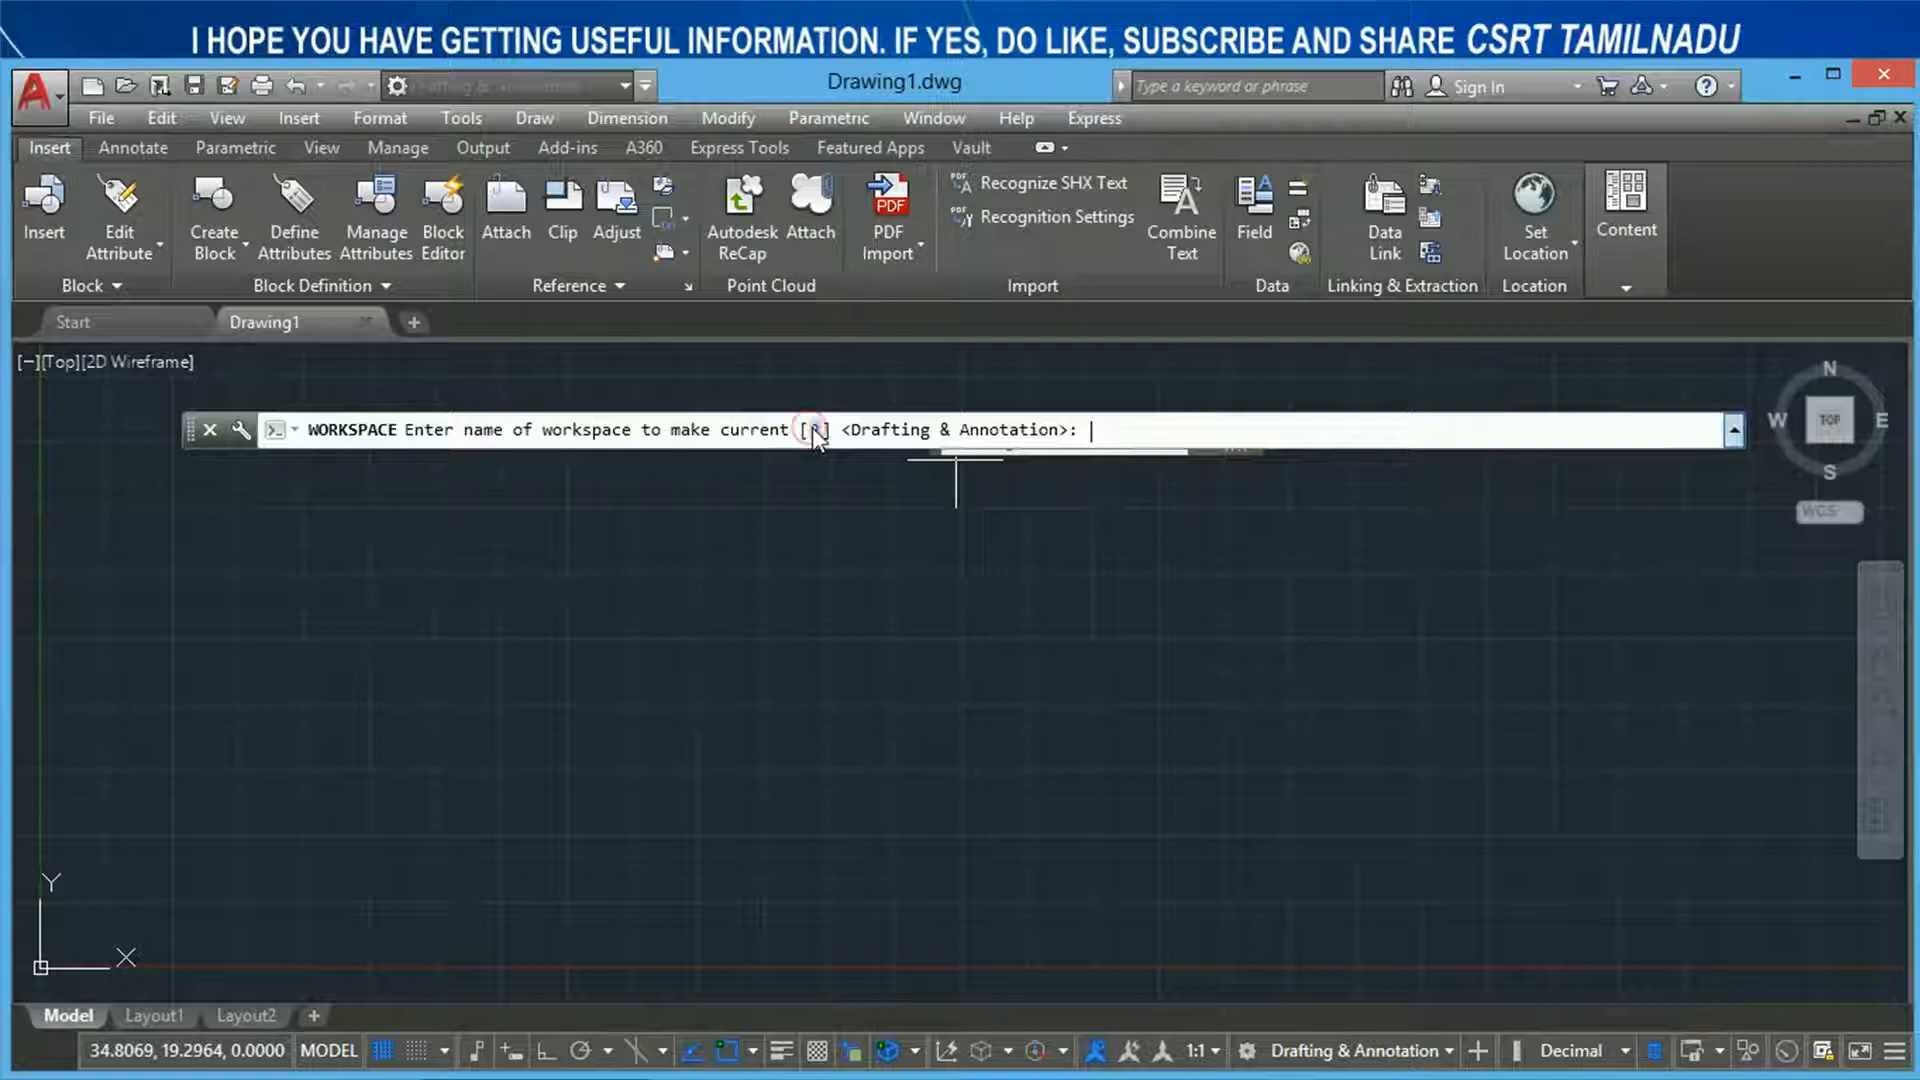 I HOPE YOU HAVE GETTING USEFUL INFORMATION. IF YES, DO LIKE, SUBSCRIBE AND SHARE CSRT TAMILNADU
Drawing1.dwg
Type a keyword or phrase
Sign In
File Edit View Insert Format Tools Draw Dimension Modify Parametric Window Help Express
Insert Annotate Parametric View Manage Output Add-ins A360 Express Tools Featured Apps Vault
Insert
Edit Attribute
Create Block
Define Attributes
Manage Attributes
Block Editor
Attach
Clip
Adjust
Autodesk ReCap
Attach
PDF Import
Recognize SHX Text
Recognition Settings
Combine Text
Field
Data Link
Set Location
Content
Block Block Definition Reference Point Cloud Import Data Linking & Extraction Location
Start Drawing1
[−][Top][2D Wireframe]
N
W TOP E
S
WCS
WORKSPACE Enter name of workspace to make current [?] <Drafting & Annotation>:
Y
X
Model Layout1 Layout2
34.8069, 19.2964, 0.0000 MODEL 1:1 Drafting & Annotation Decimal